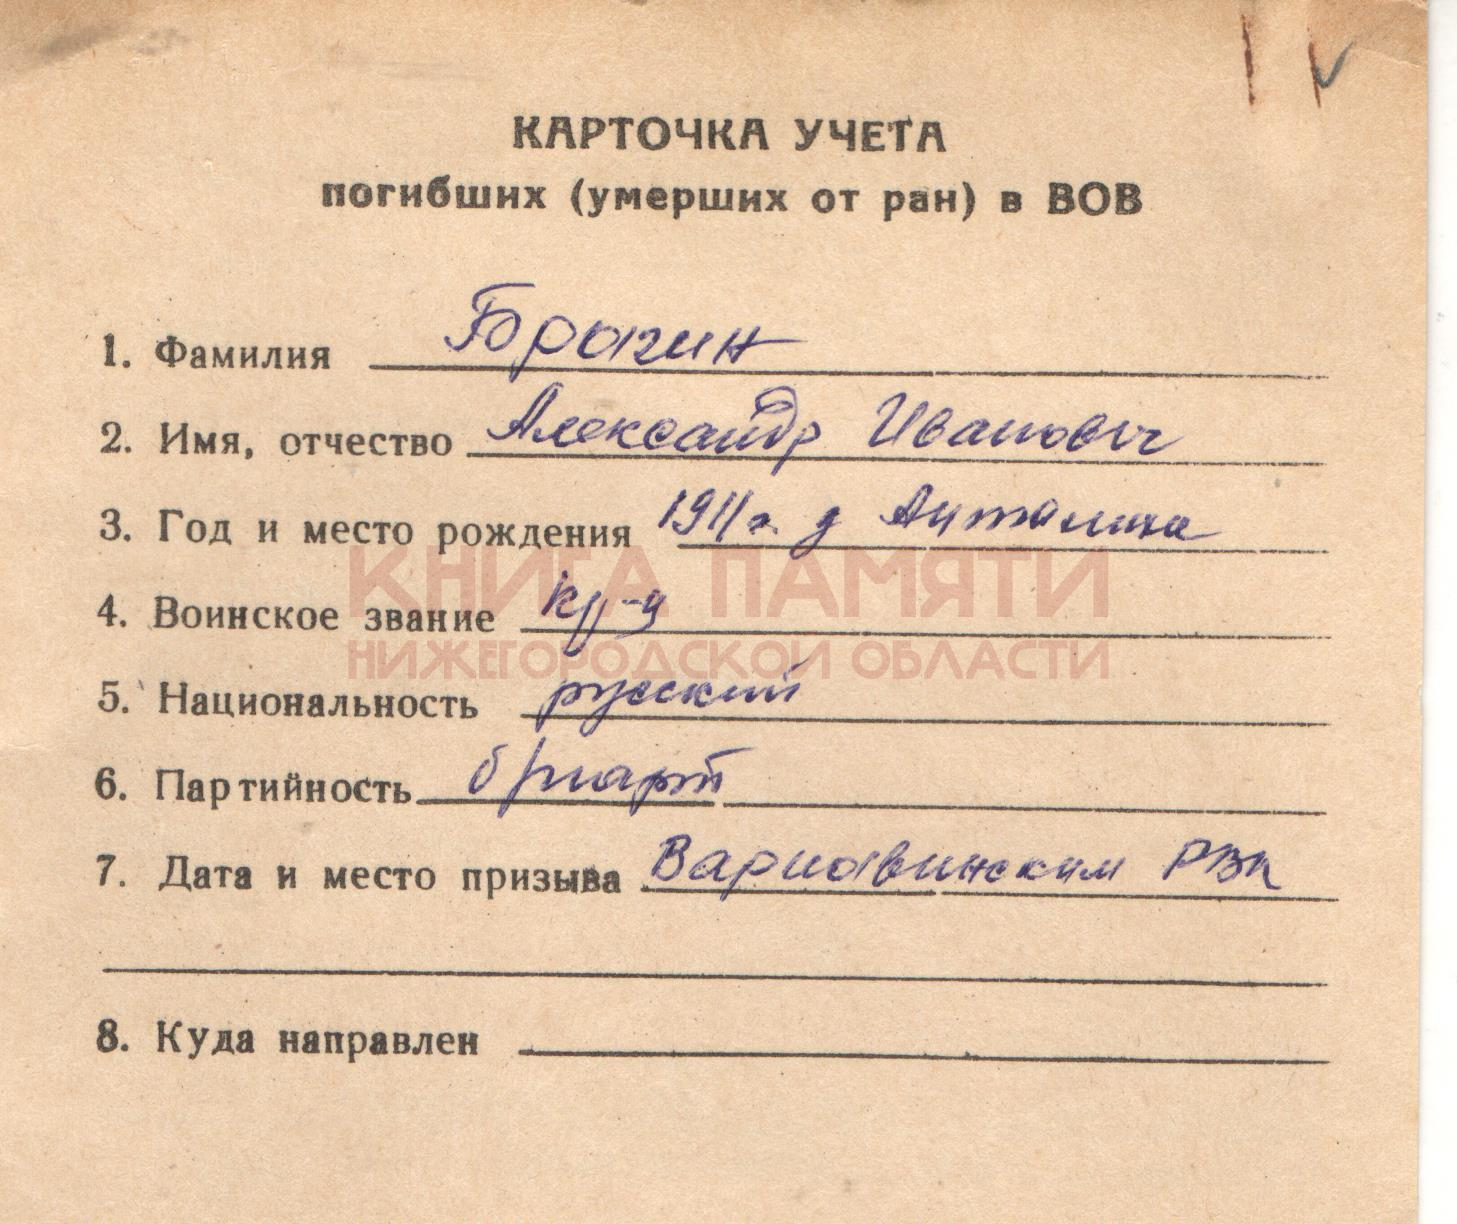 КАРТОЧКА УЧЕТА
погибших (умерших от ран) в ВОВ
1. Фамилия Брагин
2. Имя, отчество Александр Иванович
3. Год и место рождения 1911г. д
КНИГА ПАМЯТИ
4. Воинское звание кр-ц
НИЖЕГОРОДСКОЙ ОБЛАСТИ
5. Национальность русский
6. Партийность б/парт
7. Дата и место призыва Варнавинским РВК
8. Куда направлен